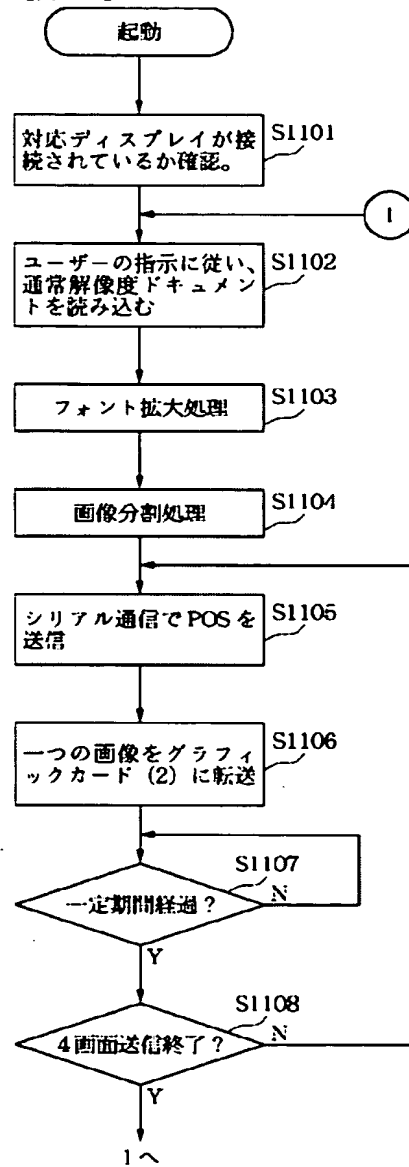 起動
対応ディスプレイが接
続されているか確認。
S1101
1
ユーザーの指示に従い、
通常解像度ドキュメン
トを読み込む
S1102
フォント拡大処理
S1103
画像分割処理
S1104
シリアル通信でPOSを
送信
S1105
一つの画像をグラフィ
ックカード(2)に転送
S1106
S1107
一定期間経過?
N
Y
S1108
4画面送信終了?
N
Y
1へ